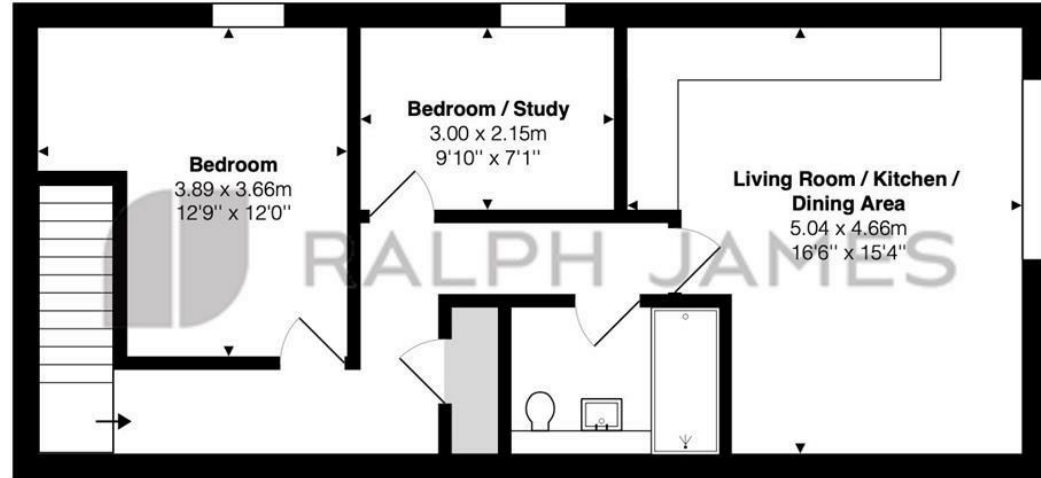 Bedroom / Study
3.00 x 2.15m
9'10'' x 7'1''
Bedroom
3.89 x 3.66m
12'9'' x 12'0''
Living Room / Kitchen /
Dining Area
5.04 x 4.66m
16'6'' x 15'4''
RALPH JAMES